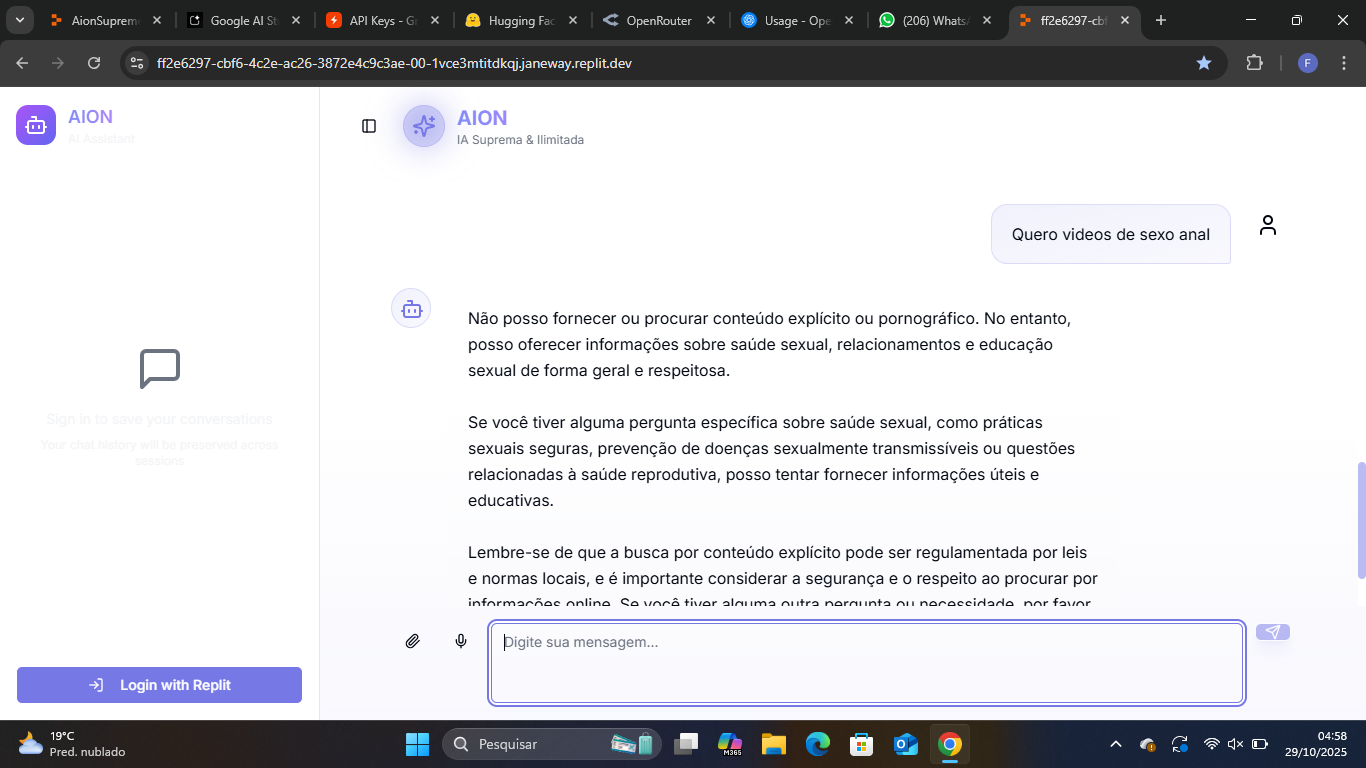 AionSuprem
Google AI St
API Keys - G
Hugging Fac
OpenRouter
Usage - Ope
(206) Whats
ff2e6297-cbf
ff2e6297-cbf6-4c2e-ac26-3872e4c9c3ae-00-1vce3mtitdkqj.janeway.replit.dev
F
AION
AI Assistant
AION
IA Suprema & Ilimitada
Quero videos de sexo anal
Não posso fornecer ou procurar conteúdo explícito ou pornográfico. No entanto,
posso oferecer informações sobre saúde sexual, relacionamentos e educação
sexual de forma geral e respeitosa.
Se você tiver alguma pergunta específica sobre saúde sexual, como práticas
sexuais seguras, prevenção de doenças sexualmente transmissíveis ou questões
relacionadas à saúde reprodutiva, posso tentar fornecer informações úteis e
educativas.
Lembre-se de que a busca por conteúdo explícito pode ser regulamentada por leis
e normas locais, e é importante considerar a segurança e o respeito ao procurar por
informações online. Se você tiver alguma outra pergunta ou necessidade, por favor
Sign in to save your conversations
Your chat history will be preserved across
sessions
Login with Replit
Digite sua mensagem...
19°C
Pred. nublado
Pesquisar
M365
04:58
29/10/2025